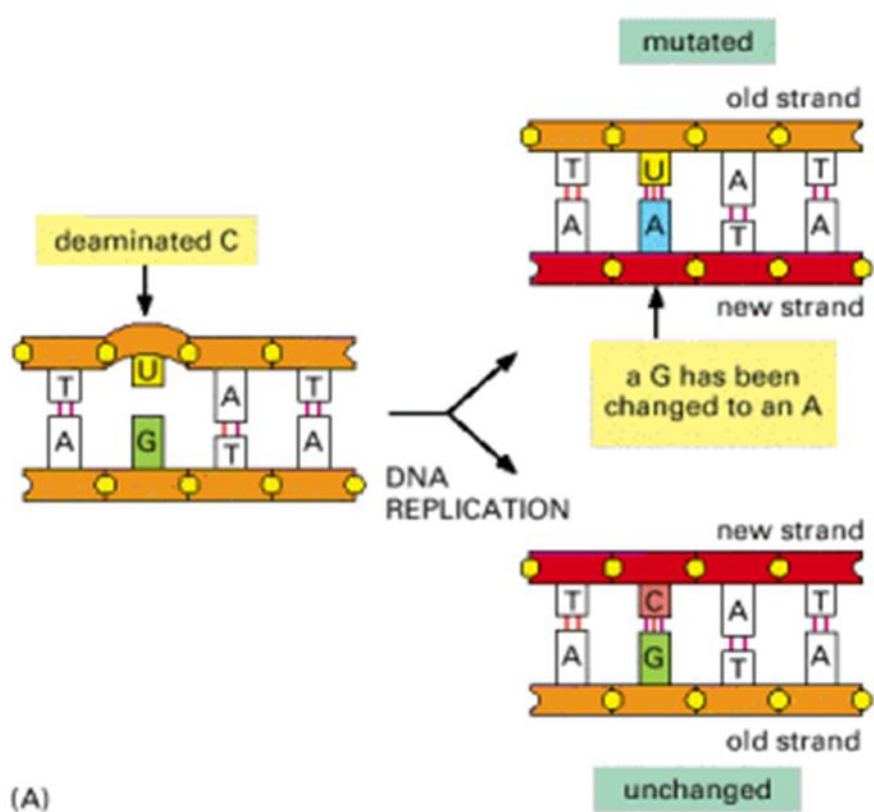 mutated
old strand
T U A T
A A T A
new strand
a G has been
changed to an A
deaminated C
T U A T
A G T A
DNA
REPLICATION
new strand
T C A T
A G T A
old strand
unchanged
(A)